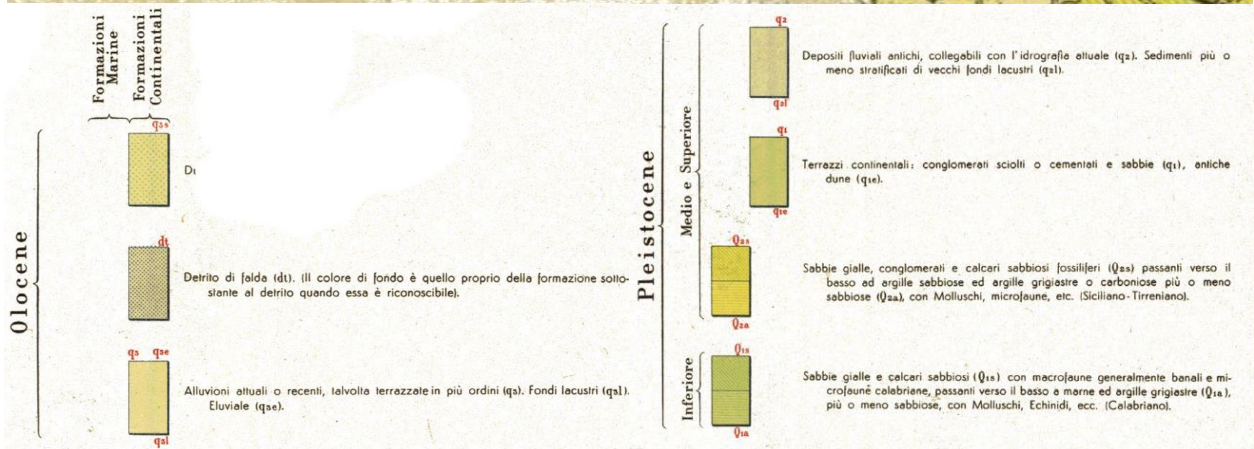 Formazioni
Marine
Formazioni
Continentali
Olocene
q3s
dt
Detrito di falda (dt). (Il colore di fondo è quello proprio della formazione sotto-
stante al detrito quando essa è riconoscibile).
q3 q3e
Alluvioni attuali o recenti, talvolta terrazzate in più ordini (q3). Fondi lacustri (q3l).
Eluviale (q3e).
q3l
Pleistocene
Medio e Superiore
q2
Depositi fluviali antichi, collegabili con l'idrografia attuale (q2). Sedimenti più o
meno stratificati di vecchi fondi lacustri (q2l).
q2l
q1
Terrazzi continentali: conglomerati sciolti o cementati e sabbie (q1), antiche
dune (q1e).
q1e
Q2s
Sabbie gialle, conglomerati e calcari sabbiosi fossiliferi (Q2s) passanti verso il
basso ad argille sabbiose ed argille grigiastre o carboniose più o meno
sabbiose (Q2a), con Molluschi, microfaune, etc. (Siciliano-Tirreniano).
Q2a
Inferiore
Q1s
Sabbie gialle e calcari sabbiosi (Q1s) con macrofaune generalmente banali e mi-
crofaune calabriane, passanti verso il basso a marne ed argille grigiastre (Q1a),
più o meno sabbiose, con Molluschi, Echinidi, ecc. (Calabriano).
Q1a